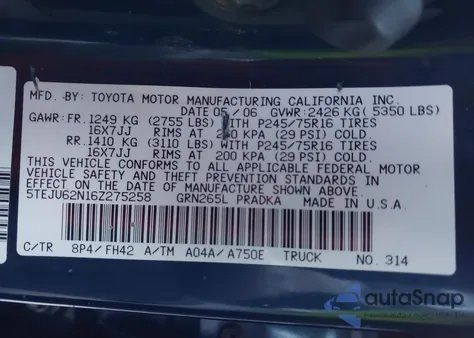 MFD. BY: TOYOTA MOTOR MANUFACTURING CALIFORNIA INC.
DATE 05/06 GVWR: 2426 KG( 5350 LBS)
GAWR:FR.1249 KG (2755 LBS) WITH P245/75R16 TIRES
16X7JJ RIMS AT 200 KPA (29 PSI) COLD.
RR.1410 KG (3110 LBS) WITH P245/75R16 TIRES
16X7JJ RIMS AT 200 KPA (29 PSI) COLD.
THIS VEHICLE CONFORMS TO ALL APPLICABLE FEDERAL MOTOR
VEHICLE SAFETY AND THEFT PREVENTION STANDARDS IN
EFFECT ON THE DATE OF MANUFACTURE SHOWN ABOVE.
5TEJU62N16Z275258 GRN265L PRADKA MADE IN U.S.A.
C/TR 8P4/FH42 A/TM A04A/A750E TRUCK NO. 314
autoSnap